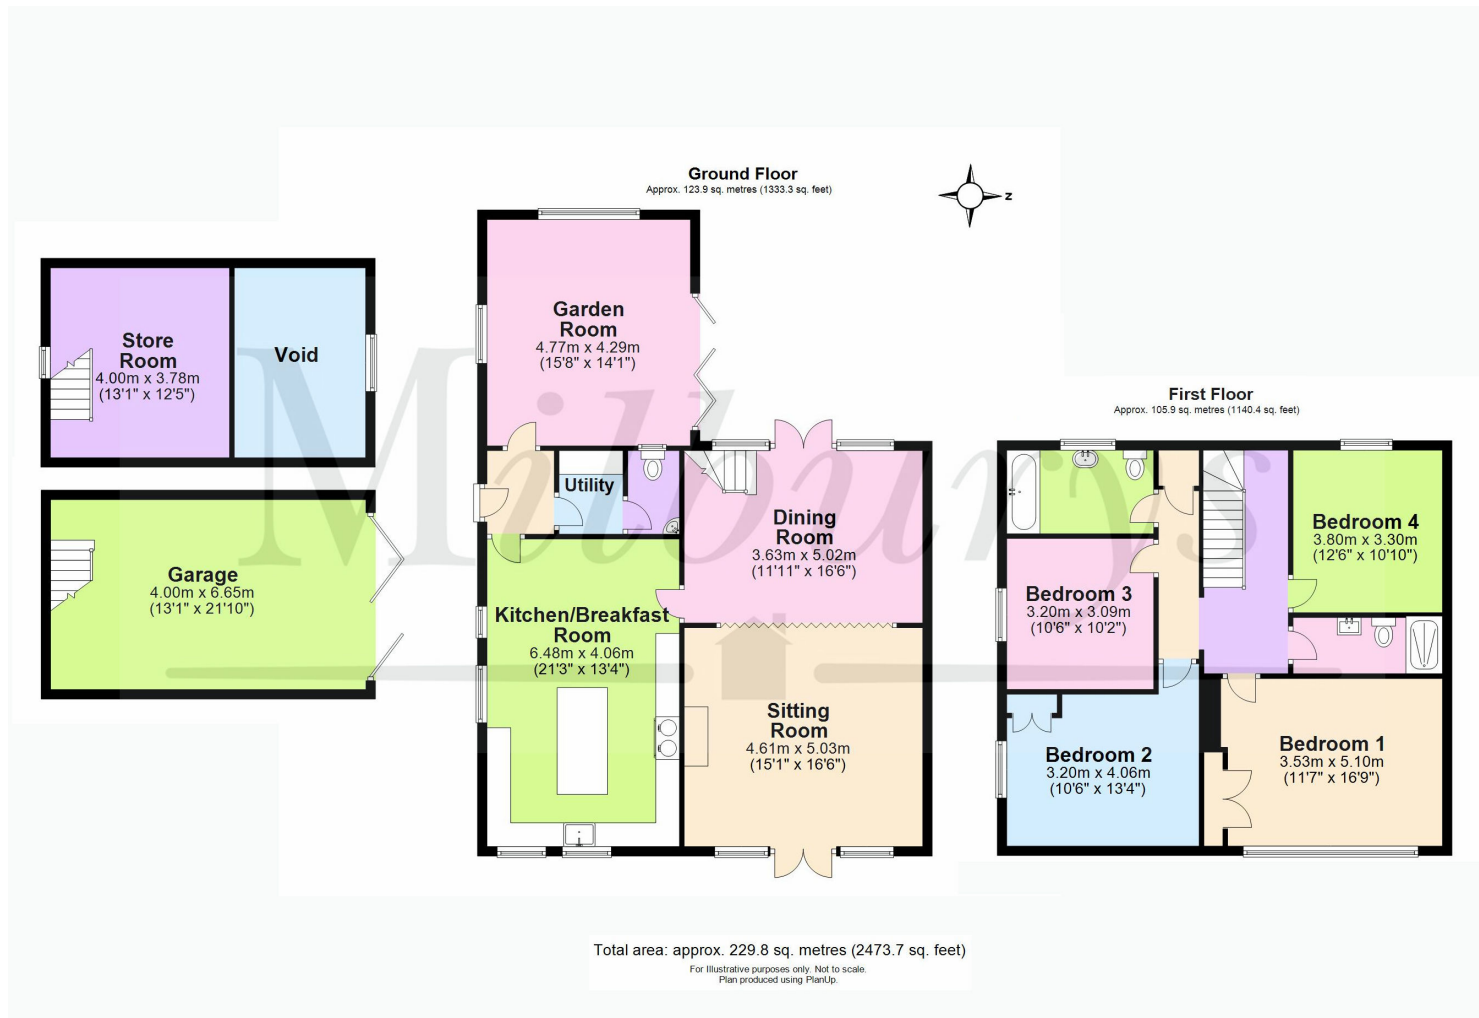 Ground Floor
Approx. 123.9 sq. metres (1333.3 sq. feet)
Z
Garden
Room
4.77m x 4.29m
(15'8" x 14'1")
Store
Room
4.00m x 3.78m
(13'1" x 12'5")
Void
First Floor
Approx. 105.9 sq. metres (1140.4 sq. feet)
Milburys
Utility
Dining
Room
3.63m x 5.02m
(11'11" x 16'6")
Bedroom 4
3.80m x 3.30m
(12'6" x 10'10")
Garage
4.00m x 6.65m
(13'1" x 21'10")
Kitchen/Breakfast
Room
6.48m x 4.06m
(21'3" x 13'4")
Bedroom 3
3.20m x 3.09m
(10'6" x 10'2")
Sitting
Room
4.61m x 5.03m
(15'1" x 16'6")
Bedroom 2
3.20m x 4.06m
(10'6" x 13'4")
Bedroom 1
3.53m x 5.10m
(11'7" x 16'9")
Total area: approx. 229.8 sq. metres (2473.7 sq. feet)
For Illustrative purposes only. Not to scale.
Plan produced using PlanUp.